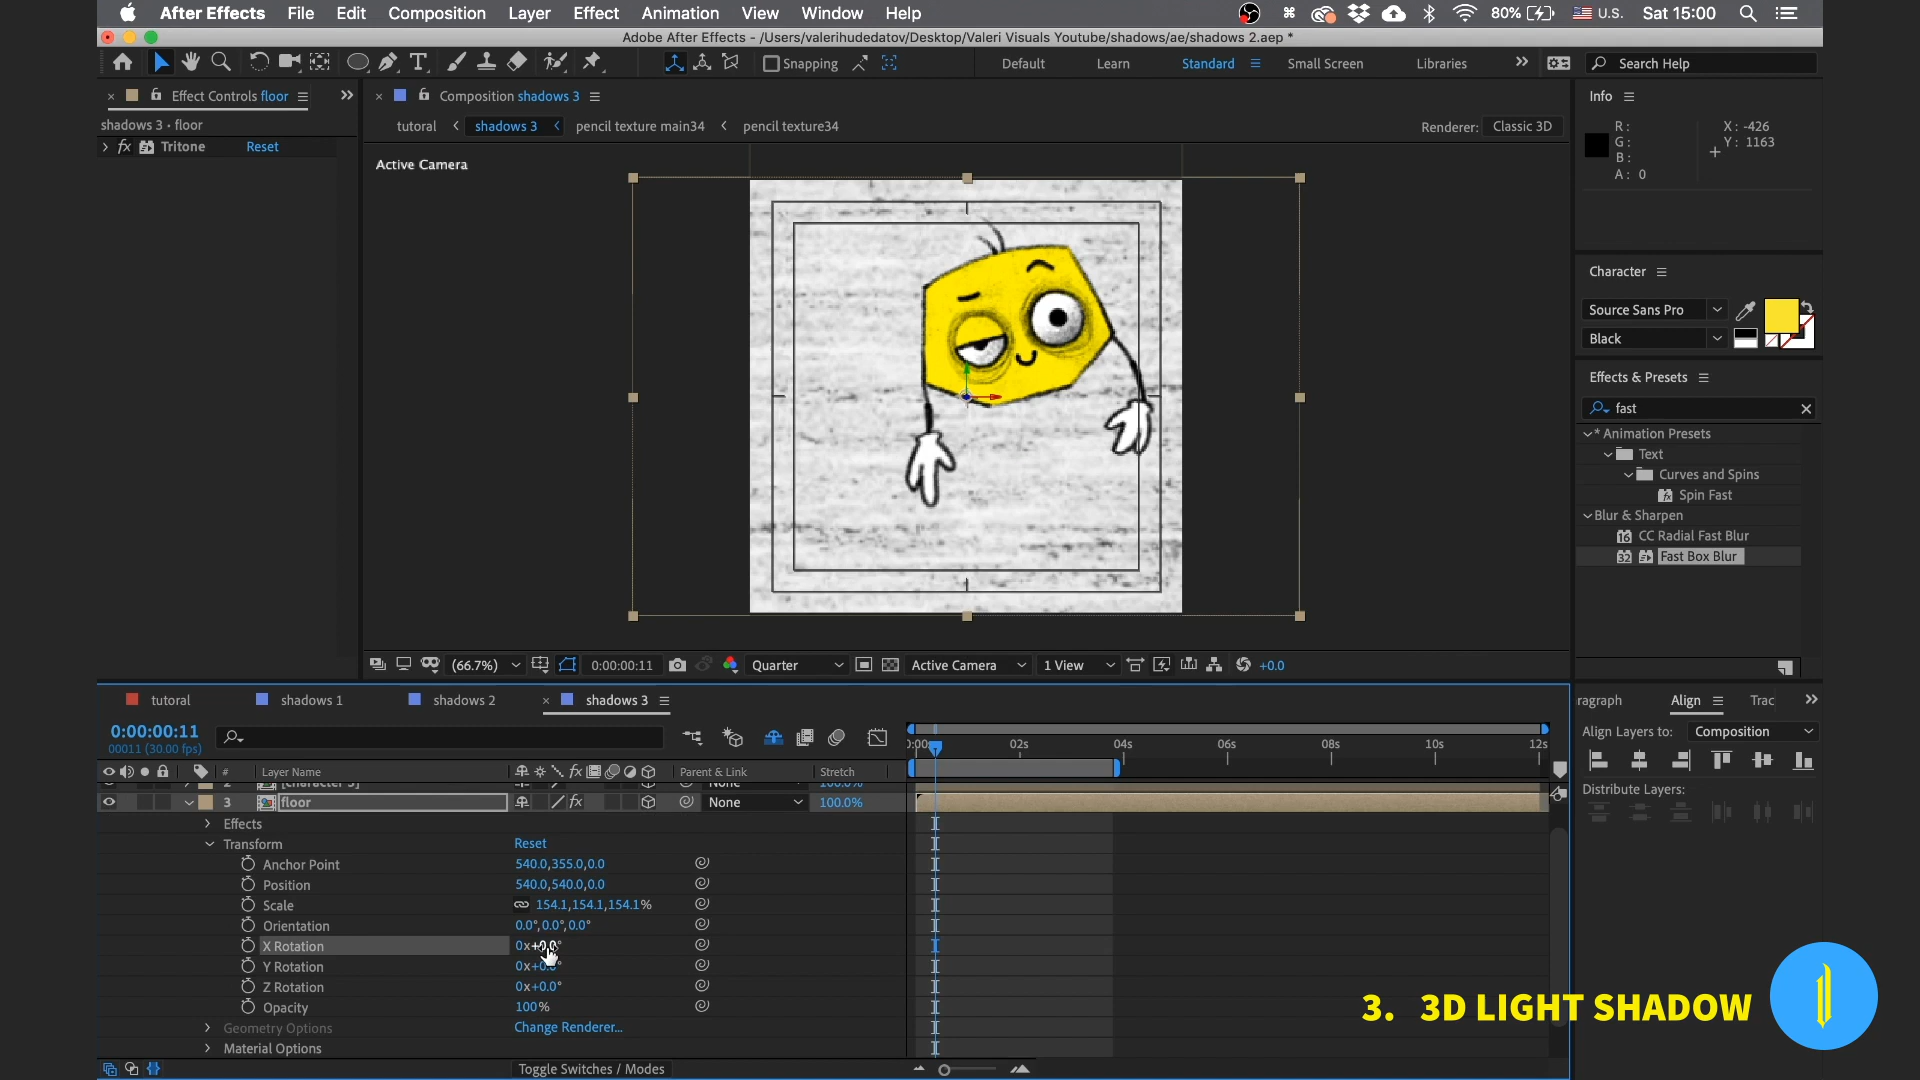 After Effects File Edit Composition Layer Effect Animation View Window Help 80% U.S. Sat 15:00
Adobe After Effects - /Users/valerihudedatov/Desktop/Valeri Visuals Youtube/shadows/ae/shadows 2.aep *
Snapping Default Learn Standard Small Screen Libraries Search Help
Effect Controls floor
shadows 3 • floor
fx Tritone Reset
Composition shadows 3
tutoral shadows 3 pencil texture main34 pencil texture34
Renderer: Classic 3D
Active Camera
Info
R:
G:
B:
A: 0
X: -426
Y: 1163
Character
Source Sans Pro
Black
Effects & Presets
fast
* Animation Presets
Text
Curves and Spins
Spin Fast
Blur & Sharpen
CC Radial Fast Blur
Fast Box Blur
(66.7%) 0:00:00:11 Quarter Active Camera 1 View +0.0
tutoral shadows 1 shadows 2 shadows 3
0:00:00:11
00011 (30.00 fps)
02s 04s 06s 08s 10s 12s
# Layer Name fx Parent & Link Stretch
3 floor fx None 100.0%
Effects
Transform Reset
Anchor Point 540.0,355.0,0.0
Position 540.0,540.0,0.0
Scale 154.1,154.1,154.1%
Orientation 0.0°,0.0°,0.0°
X Rotation 0x+0.0°
Y Rotation 0x+0.0°
Z Rotation 0x+0.0°
Opacity 100%
Geometry Options Change Renderer...
Material Options
Toggle Switches / Modes
aragraph Align Trac
Align Layers to: Composition
Distribute Layers:
3. 3D LIGHT SHADOW